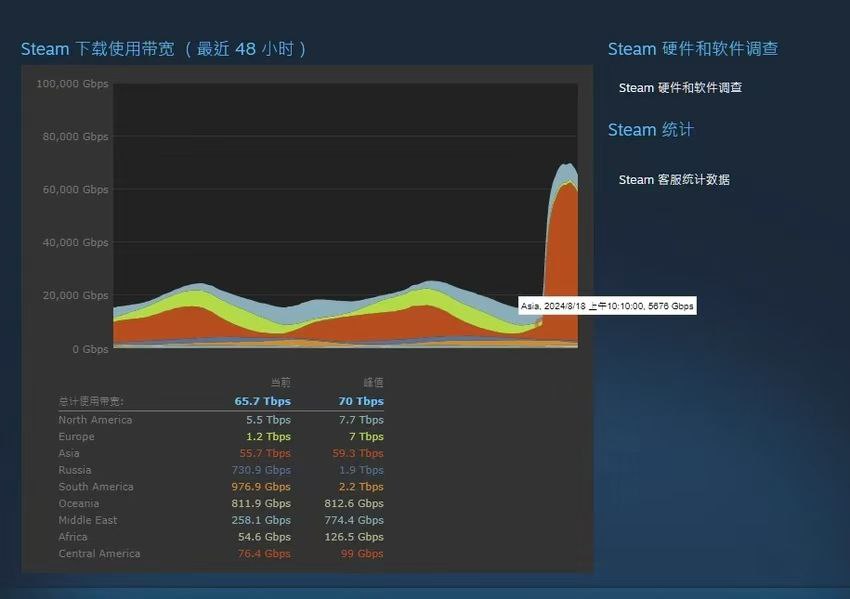 Steam 下载使用带宽 （ 最近 48 小时 ）
100,000 Gbps
80,000 Gbps
60,000 Gbps
40,000 Gbps
20,000 Gbps
0 Gbps
Asia, 2024/8/18 上午10:10:00, 5676 Gbps
当前 峰值
总计使用带宽: 65.7 Tbps 70 Tbps
North America 5.5 Tbps 7.7 Tbps
Europe 1.2 Tbps 7 Tbps
Asia 55.7 Tbps 59.3 Tbps
Russia 730.9 Gbps 1.9 Tbps
South America 976.9 Gbps 2.2 Tbps
Oceania 811.9 Gbps 812.6 Gbps
Middle East 258.1 Gbps 774.4 Gbps
Africa 54.6 Gbps 126.5 Gbps
Central America 76.4 Gbps 99 Gbps
Steam 硬件和软件调查
Steam 硬件和软件调查
Steam 统计
Steam 客服统计数据